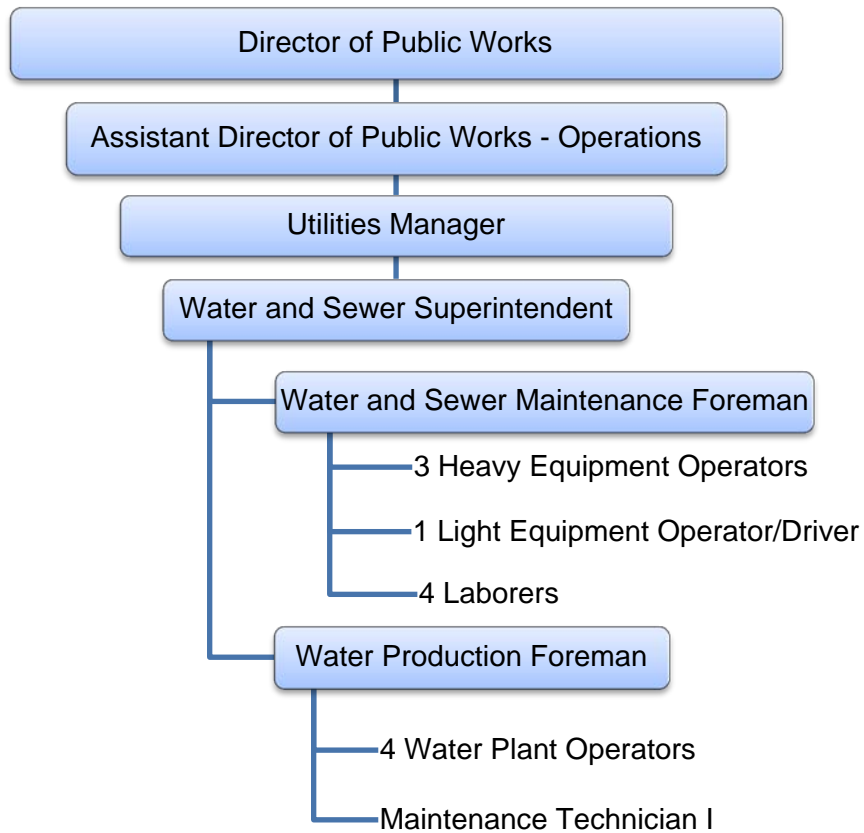 Director of Public Works
Assistant Director of Public Works - Operations
Utilities Manager
Water and Sewer Superintendent
Water and Sewer Maintenance Foreman
3 Heavy Equipment Operators
1 Light Equipment Operator/Driver
4 Laborers
Water Production Foreman
4 Water Plant Operators
Maintenance Technician I